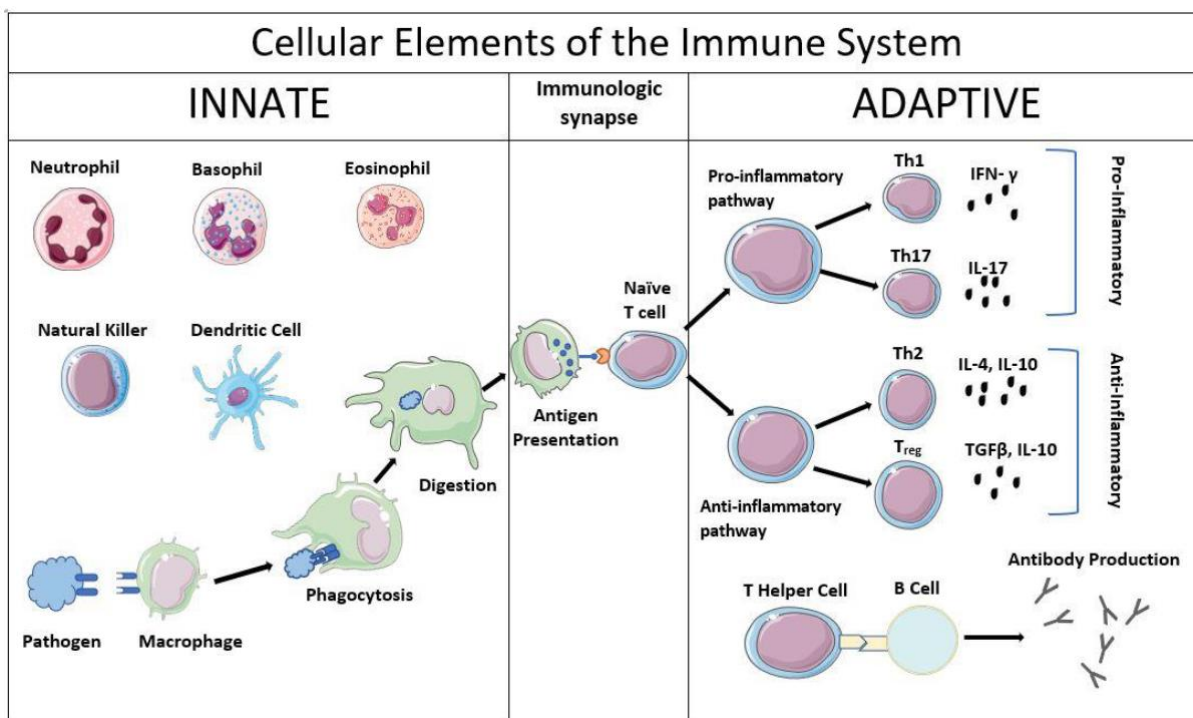 Cellular Elements of the Immune System
INNATE
Immunologic
synapse
ADAPTIVE
Neutrophil
Basophil
Eosinophil
Natural Killer
Dendritic Cell
Pathogen
Macrophage
Phagocytosis
Digestion
Antigen
Presentation
Naïve
T cell
Pro-inflammatory
pathway
Th1
IFN- γ
Th17
IL-17
Pro-Inflammatory
Anti-inflammatory
pathway
Th2
IL-4, IL-10
Treg
TGFβ, IL-10
Anti-Inflammatory
T Helper Cell
B Cell
Antibody Production